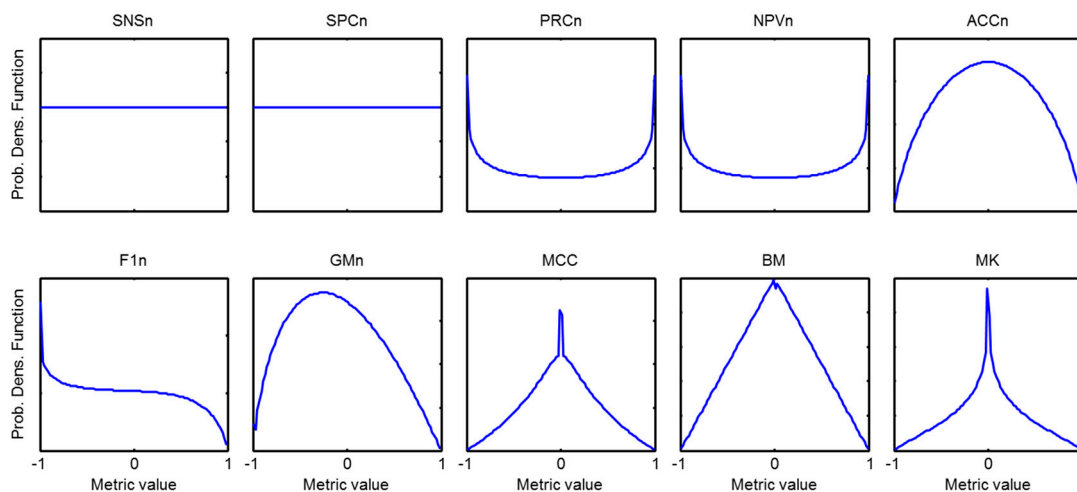 SNSn SPCn PRCn NPVn ACCn
Prob. Dens. Function
F1n GMn MCC BM MK
Prob. Dens. Function
-1 0 1 -1 0 1 -1 0 1 -1 0 1 -1 0 1
Metric value Metric value Metric value Metric value Metric value